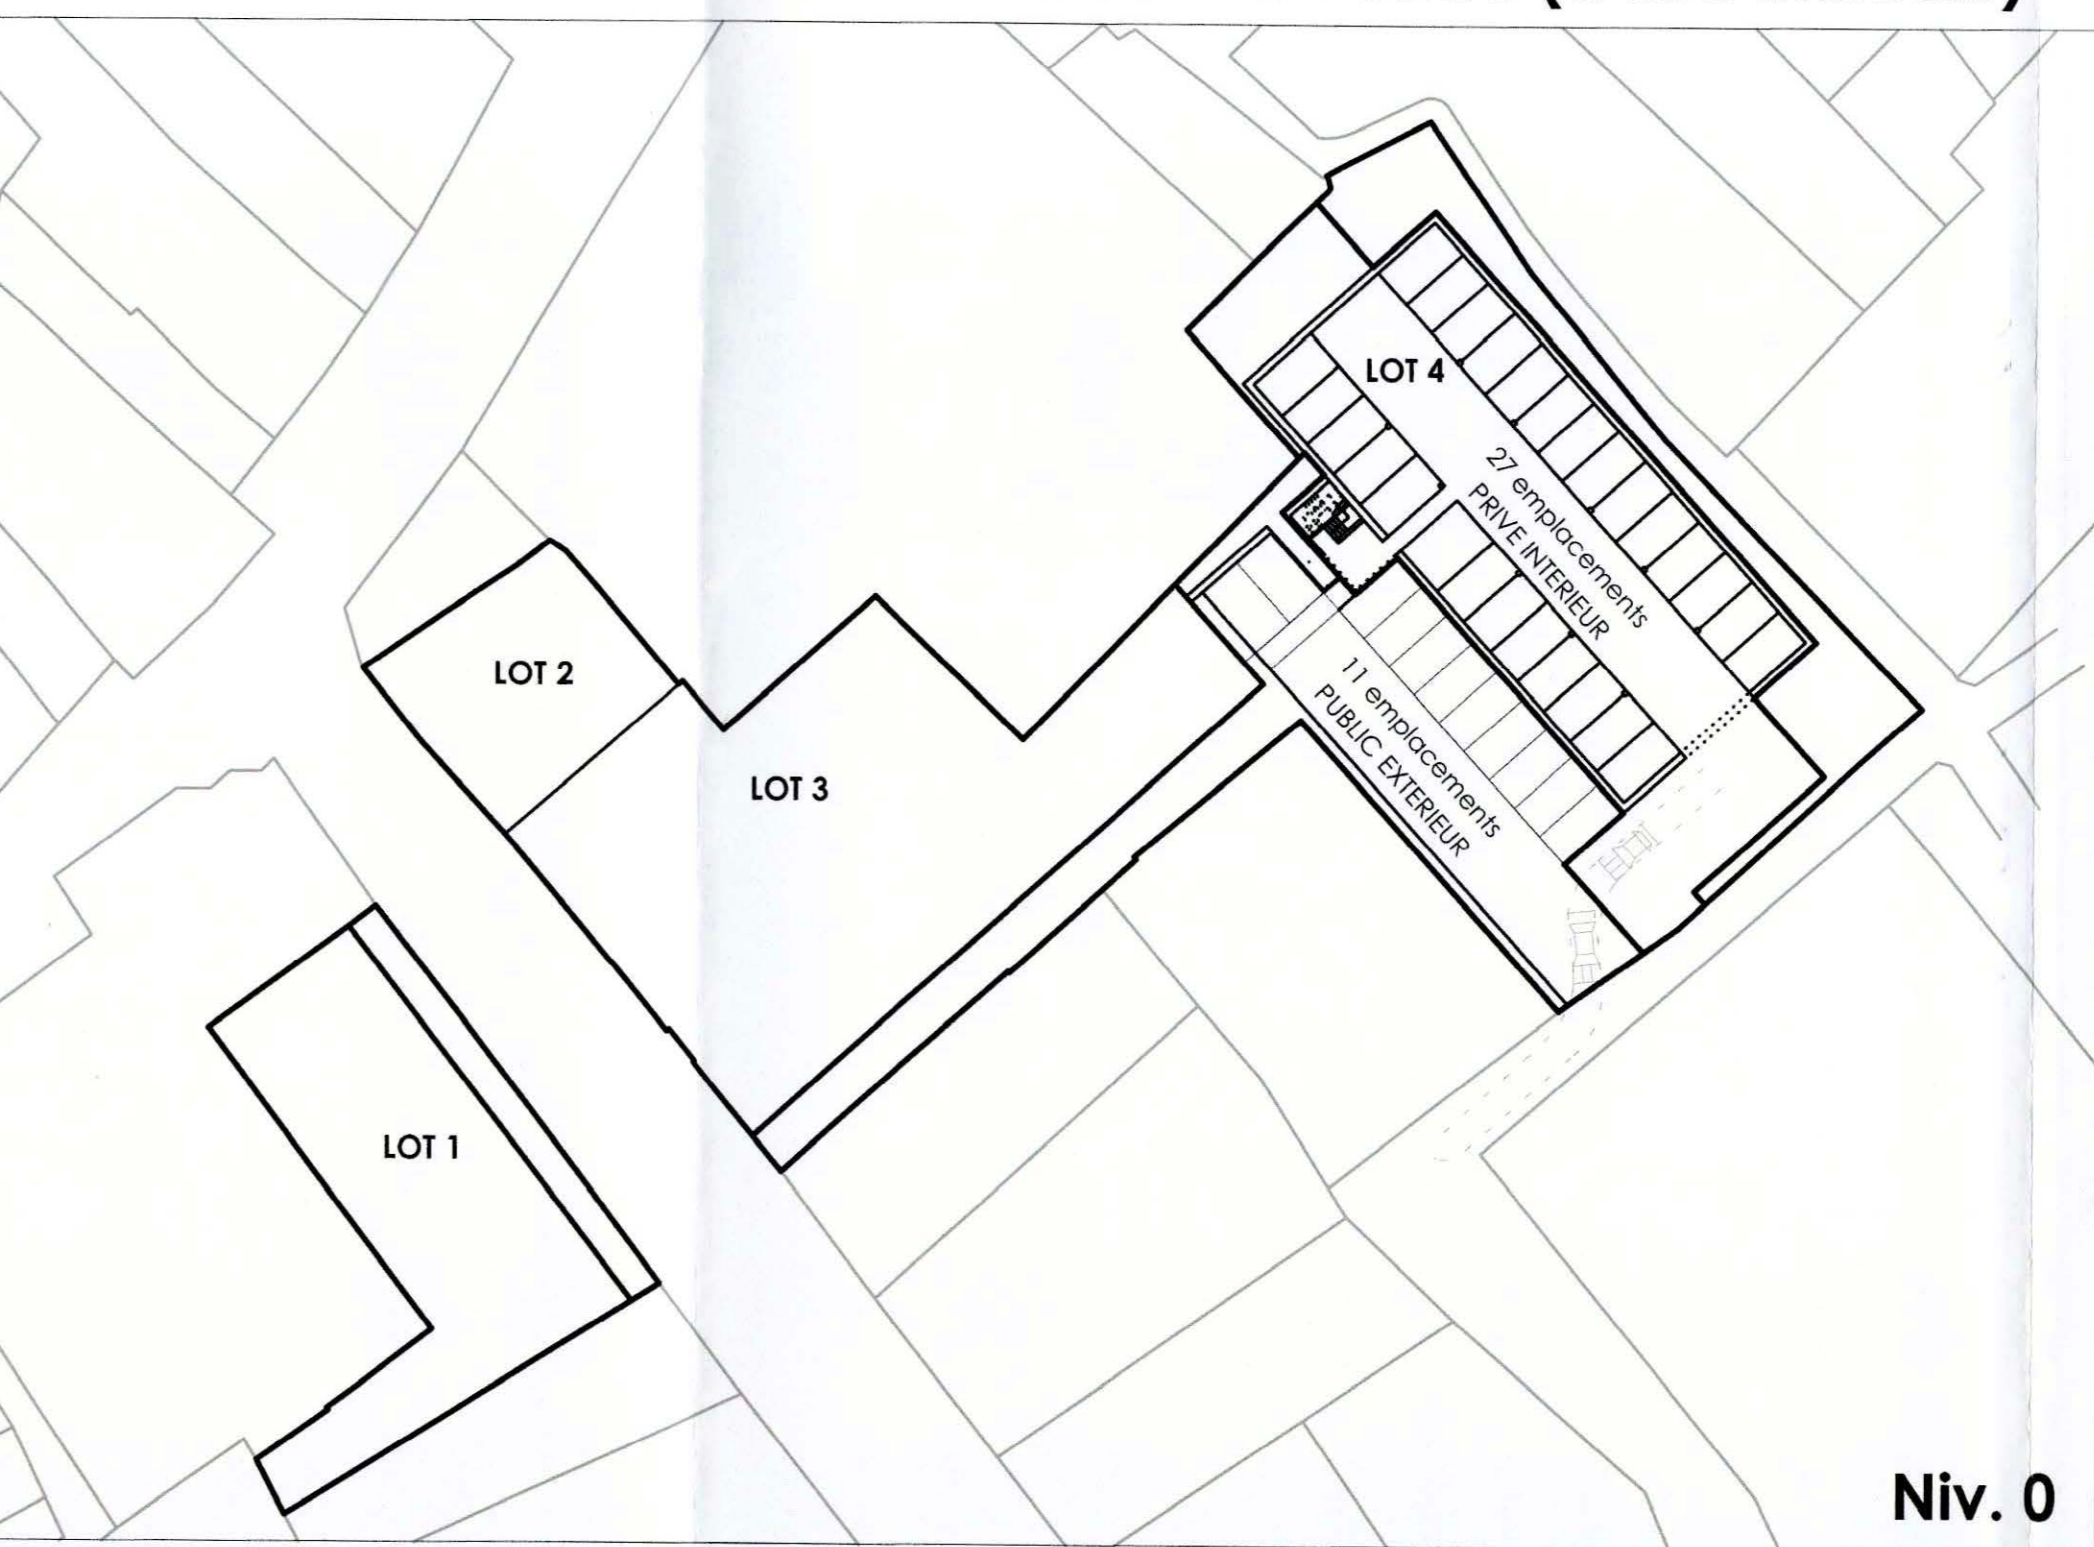 LOT 4
27 emplacements
PRIVE INTERIEUR
LOT 2
11 emplacements
PUBLIC EXTERIEUR
LOT 3
LOT 1
Niv. 0